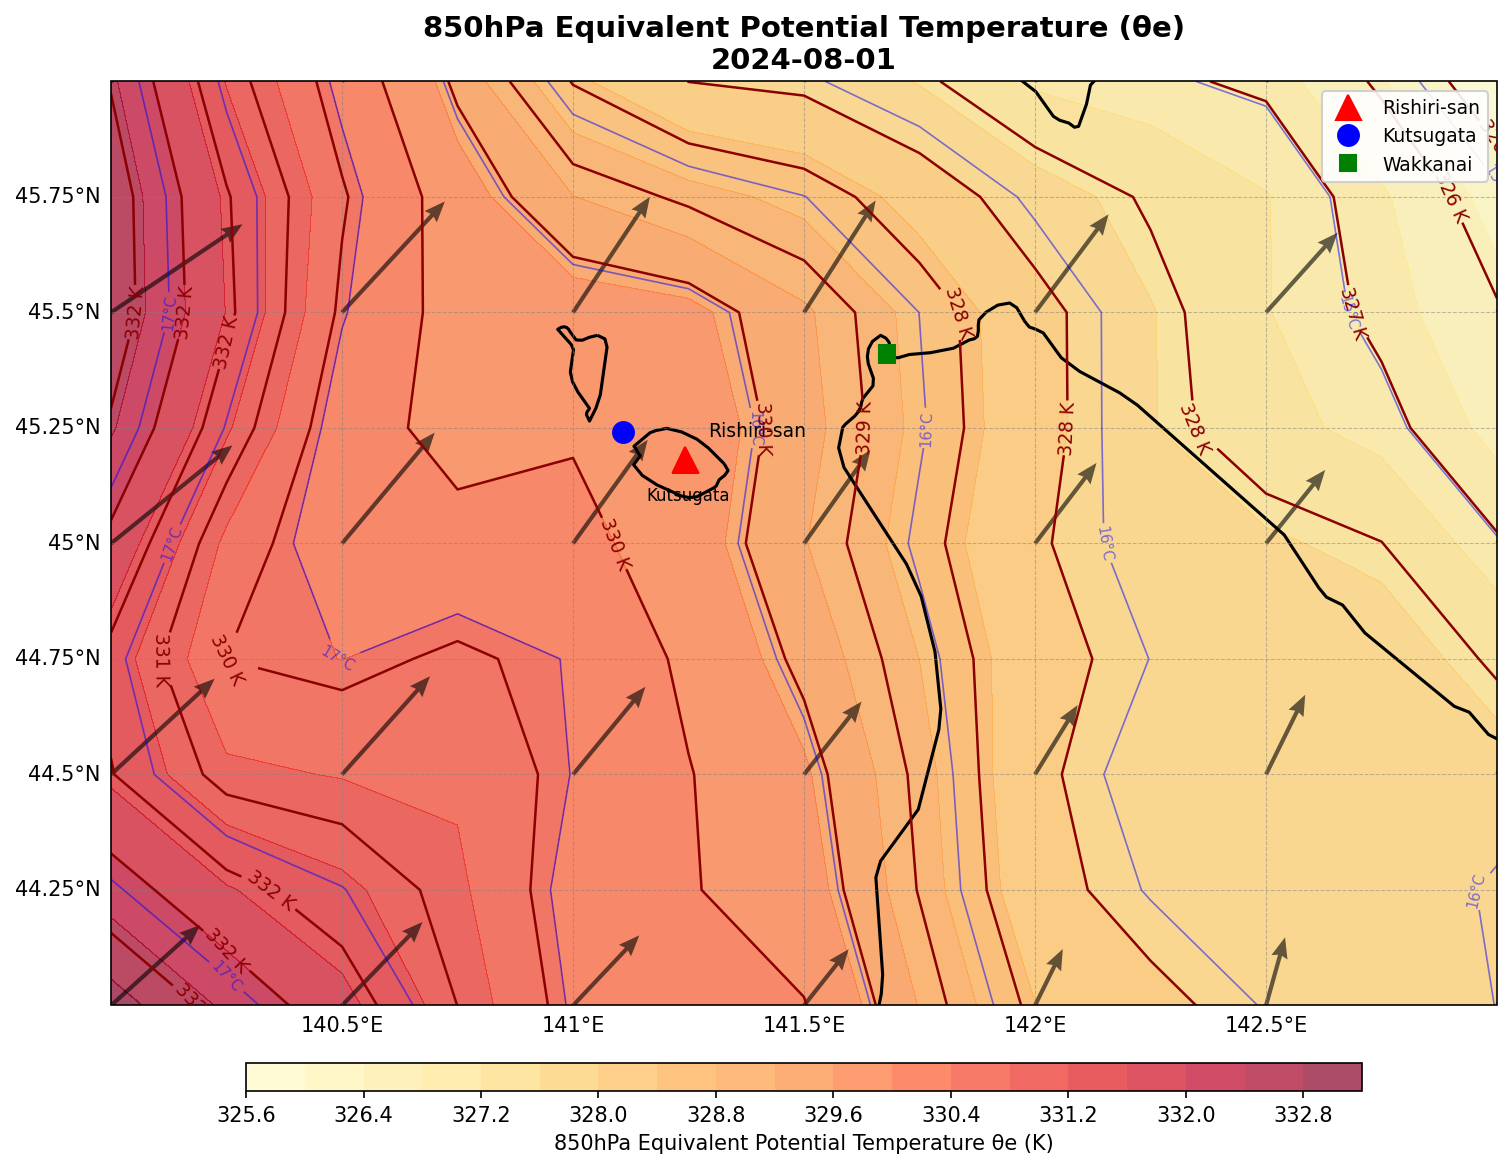 850hPa Equivalent Potential Temperature (θe)
2024-08-01
Rishiri-san
Kutsugata
Wakkanai
45.75°N
45.5°N
45.25°N
45°N
44.75°N
44.5°N
44.25°N
26 K
332 K
17°C
332 K
332 K
328 K
327 K
Rishiri-san
329 K
16°C
328 K
328 K
Kutsugata
17°C
330 K
16°C
331 K
330 K
17°C
332 K
16°C
332 K
17°C
140.5°E
141°E
141.5°E
142°E
142.5°E
325.6
326.4
327.2
328.0
328.8
329.6
330.4
331.2
332.0
332.8
850hPa Equivalent Potential Temperature θe (K)